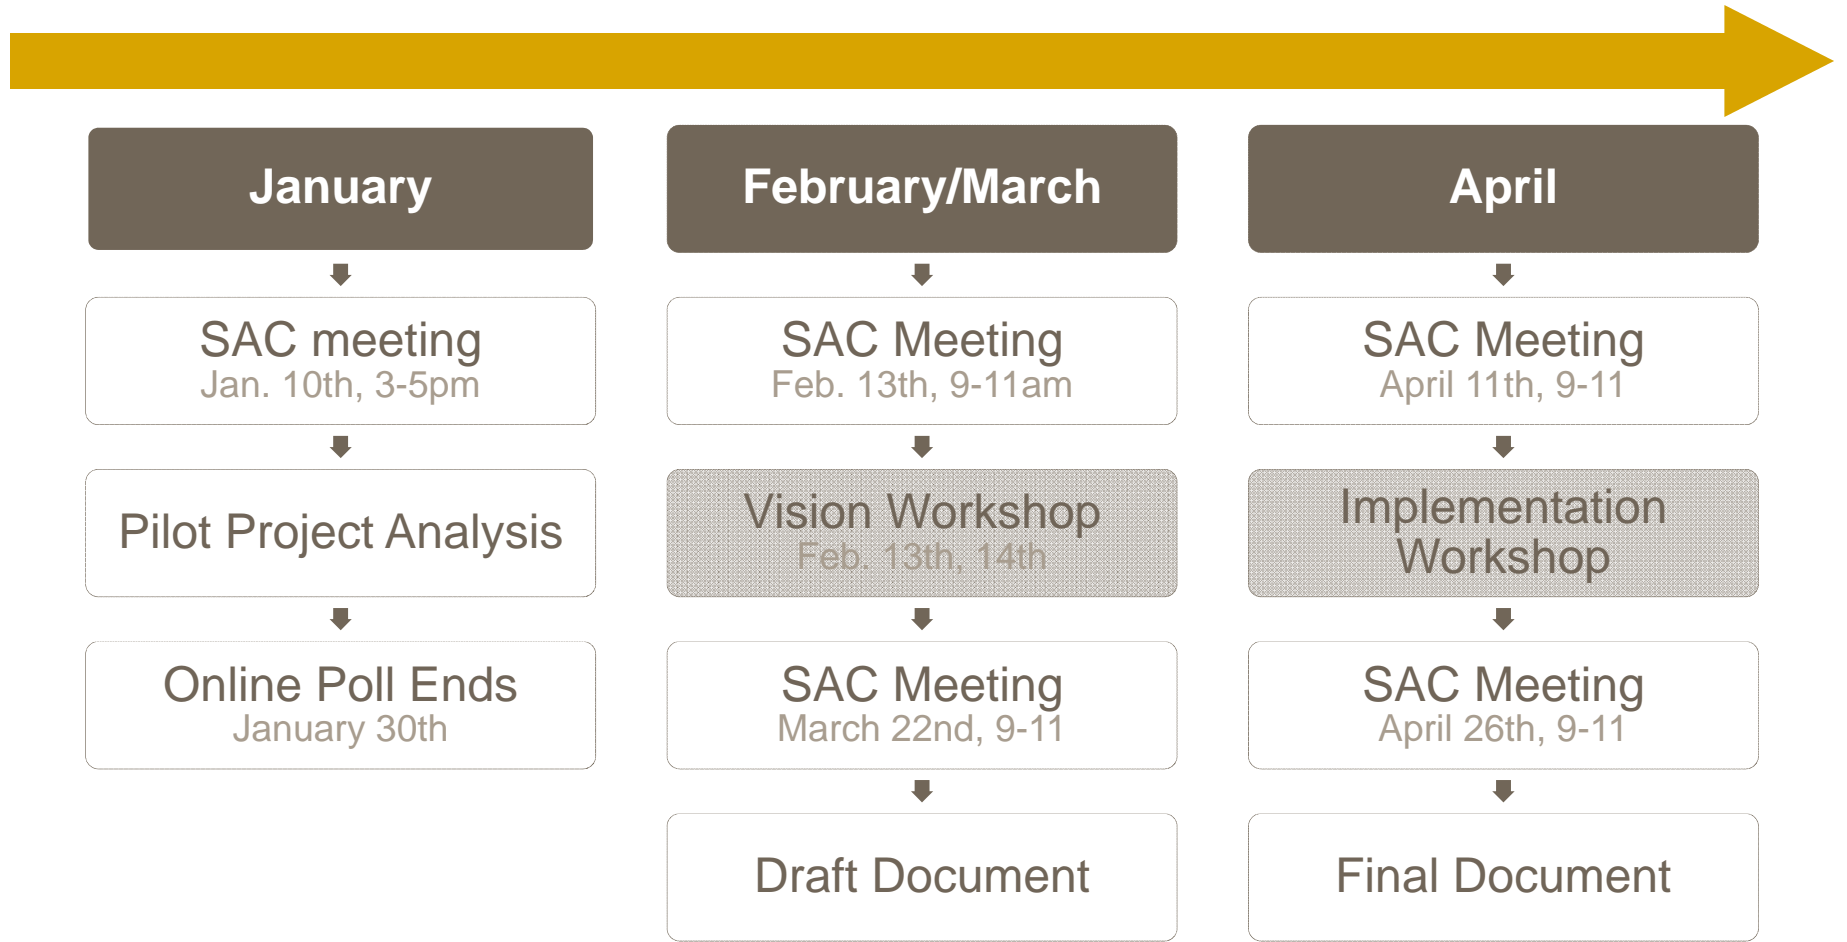 January
SAC meeting
Jan. 10th, 3-5pm
Pilot Project Analysis
Online Poll Ends
January 30th
February/March
SAC Meeting
Feb. 13th, 9-11am
Vision Workshop
Feb. 13th, 14th
SAC Meeting
March 22nd, 9-11
Draft Document
April
SAC Meeting
April 11th, 9-11
Implementation
Workshop
SAC Meeting
April 26th, 9-11
Final Document